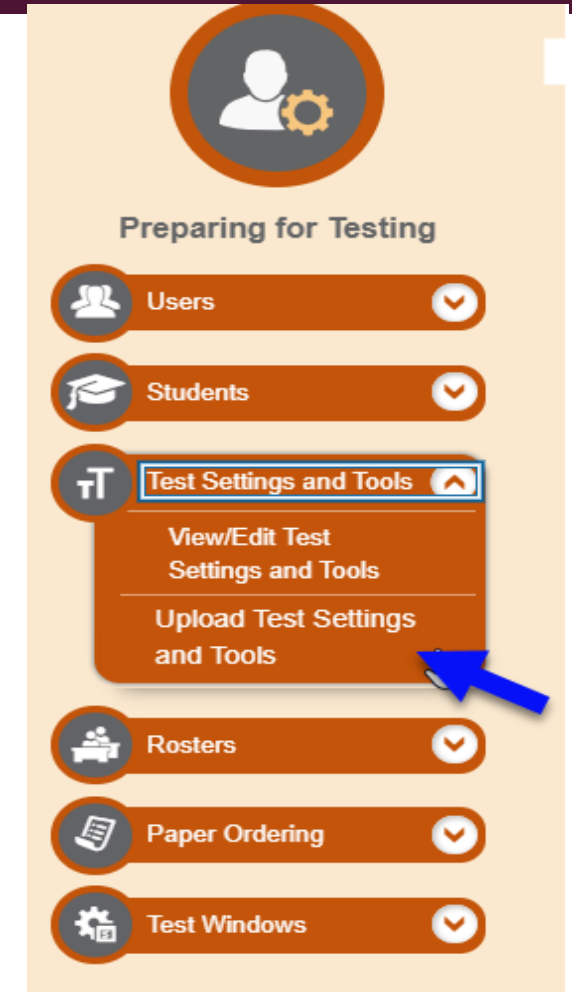 Preparing for Testing
Users
Students
Test Settings and Tools
View/Edit Test
Settings and Tools
Upload Test Settings
and Tools
Rosters
Paper Ordering
Test Windows